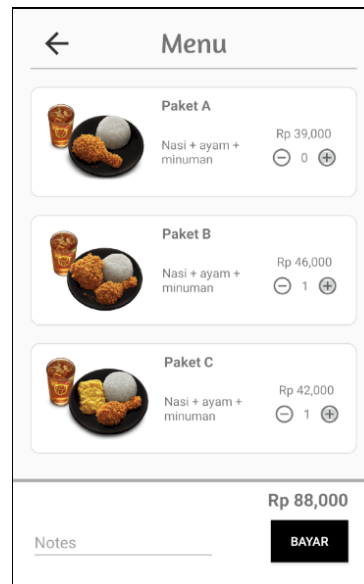 Menu
Paket A
Nasi + ayam +
minuman
Rp 39,000
0
Paket B
Nasi + ayam +
minuman
Rp 46,000
1
Paket C
Nasi + ayam +
minuman
Rp 42,000
1
Rp 88,000
Notes
BAYAR